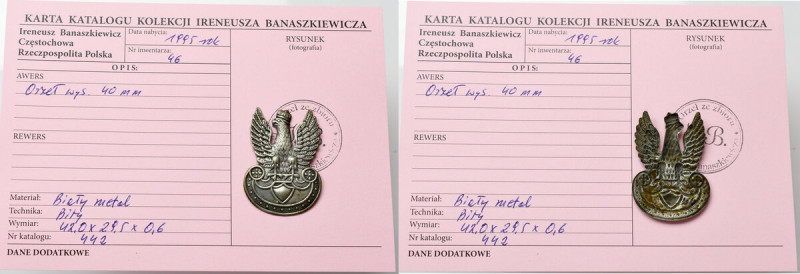 KARTA KATALOGU KOLEKCJI IRENEUSZA BANASZKIEWICZA
Ireneusz Banaszkiewicz
Częstochowa
Rzeczpospolita Polska
Data nabycia: 1995 rok
Nr inwentarza: 46
RYSUNEK
(fotografia)
OPIS:
AWERS
Orzeł wys. 40 mm
REWERS
Materiał: Biały metal
Technika: Bity
Wymiar: 42,0 x 29,5 x 0,6
Nr katalogu: 442
DANE DODATKOWE
KARTA KATALOGU KOLEKCJI IRENEUSZA BANASZKIEWICZA
Ireneusz Banaszkiewicz
Częstochowa
Rzeczpospolita Polska
Data nabycia: 1995 rok
Nr inwentarza: 46
RYSUNEK
(fotografia)
OPIS:
AWERS
Orzeł wys. 40 mm
Orzeł ze zbioru
B.
REWERS
Materiał: Biały metal
Technika: Bity
Wymiar: 42,0 x 29,5 x 0,6
Nr katalogu: 442
DANE DODATKOWE